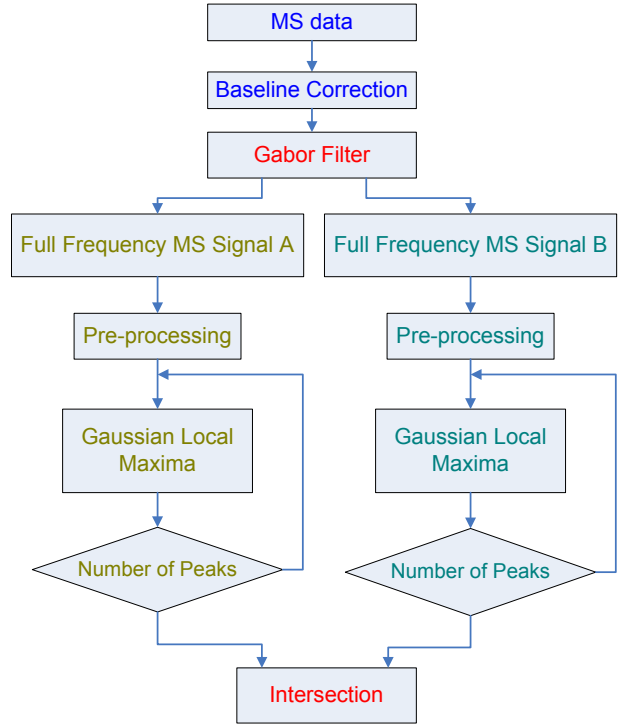 MS data
Baseline Correction
Gabor Filter
Full Frequency MS Signal A
Full Frequency MS Signal B
Pre-processing
Pre-processing
Gaussian Local
Maxima
Gaussian Local
Maxima
Number of Peaks
Number of Peaks
Intersection